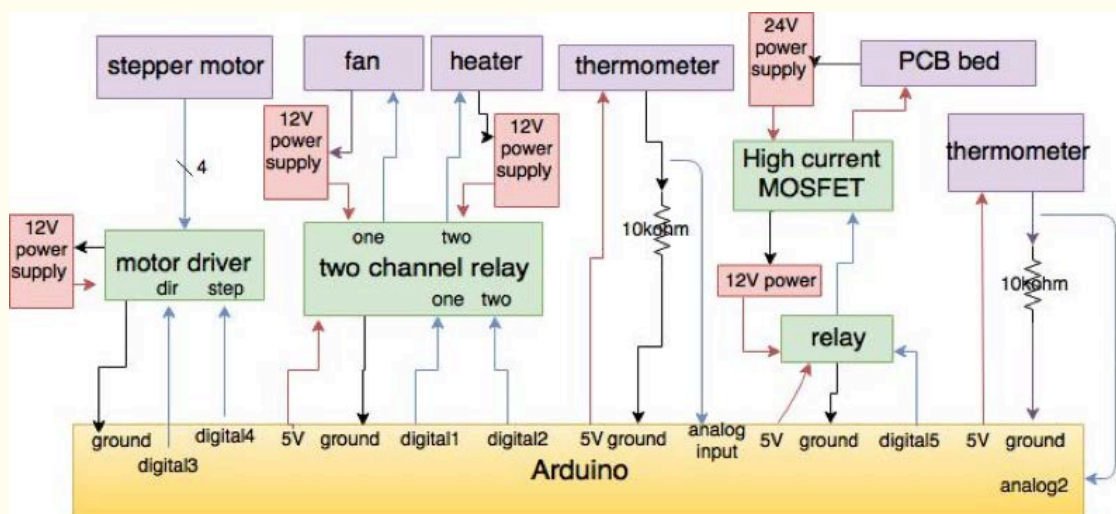 stepper motor
fan
heater
thermometer
24V
power
supply
PCB bed
12V
power
supply
12V
power
supply
4
High current
MOSFET
thermometer
12V
power
supply
motor driver
dir step
one two
two channel relay
one two
10kohm
12V power
relay
10kohm
ground
digital3
digital4
5V
ground
digital1
digital2
5V
ground
analog
input
5V
ground
digital5
5V
ground
analog2
Arduino